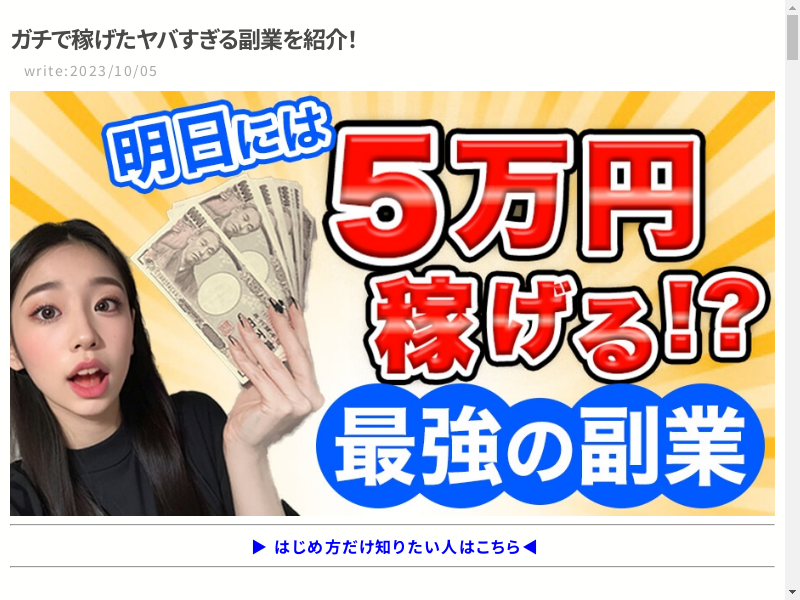 ガチで稼げたヤバすぎる副業を紹介!
write:2023/10/05
明日には
5万円
稼げる!?
最強の副業
▶ はじめ方だけ知りたい人はこちら◀